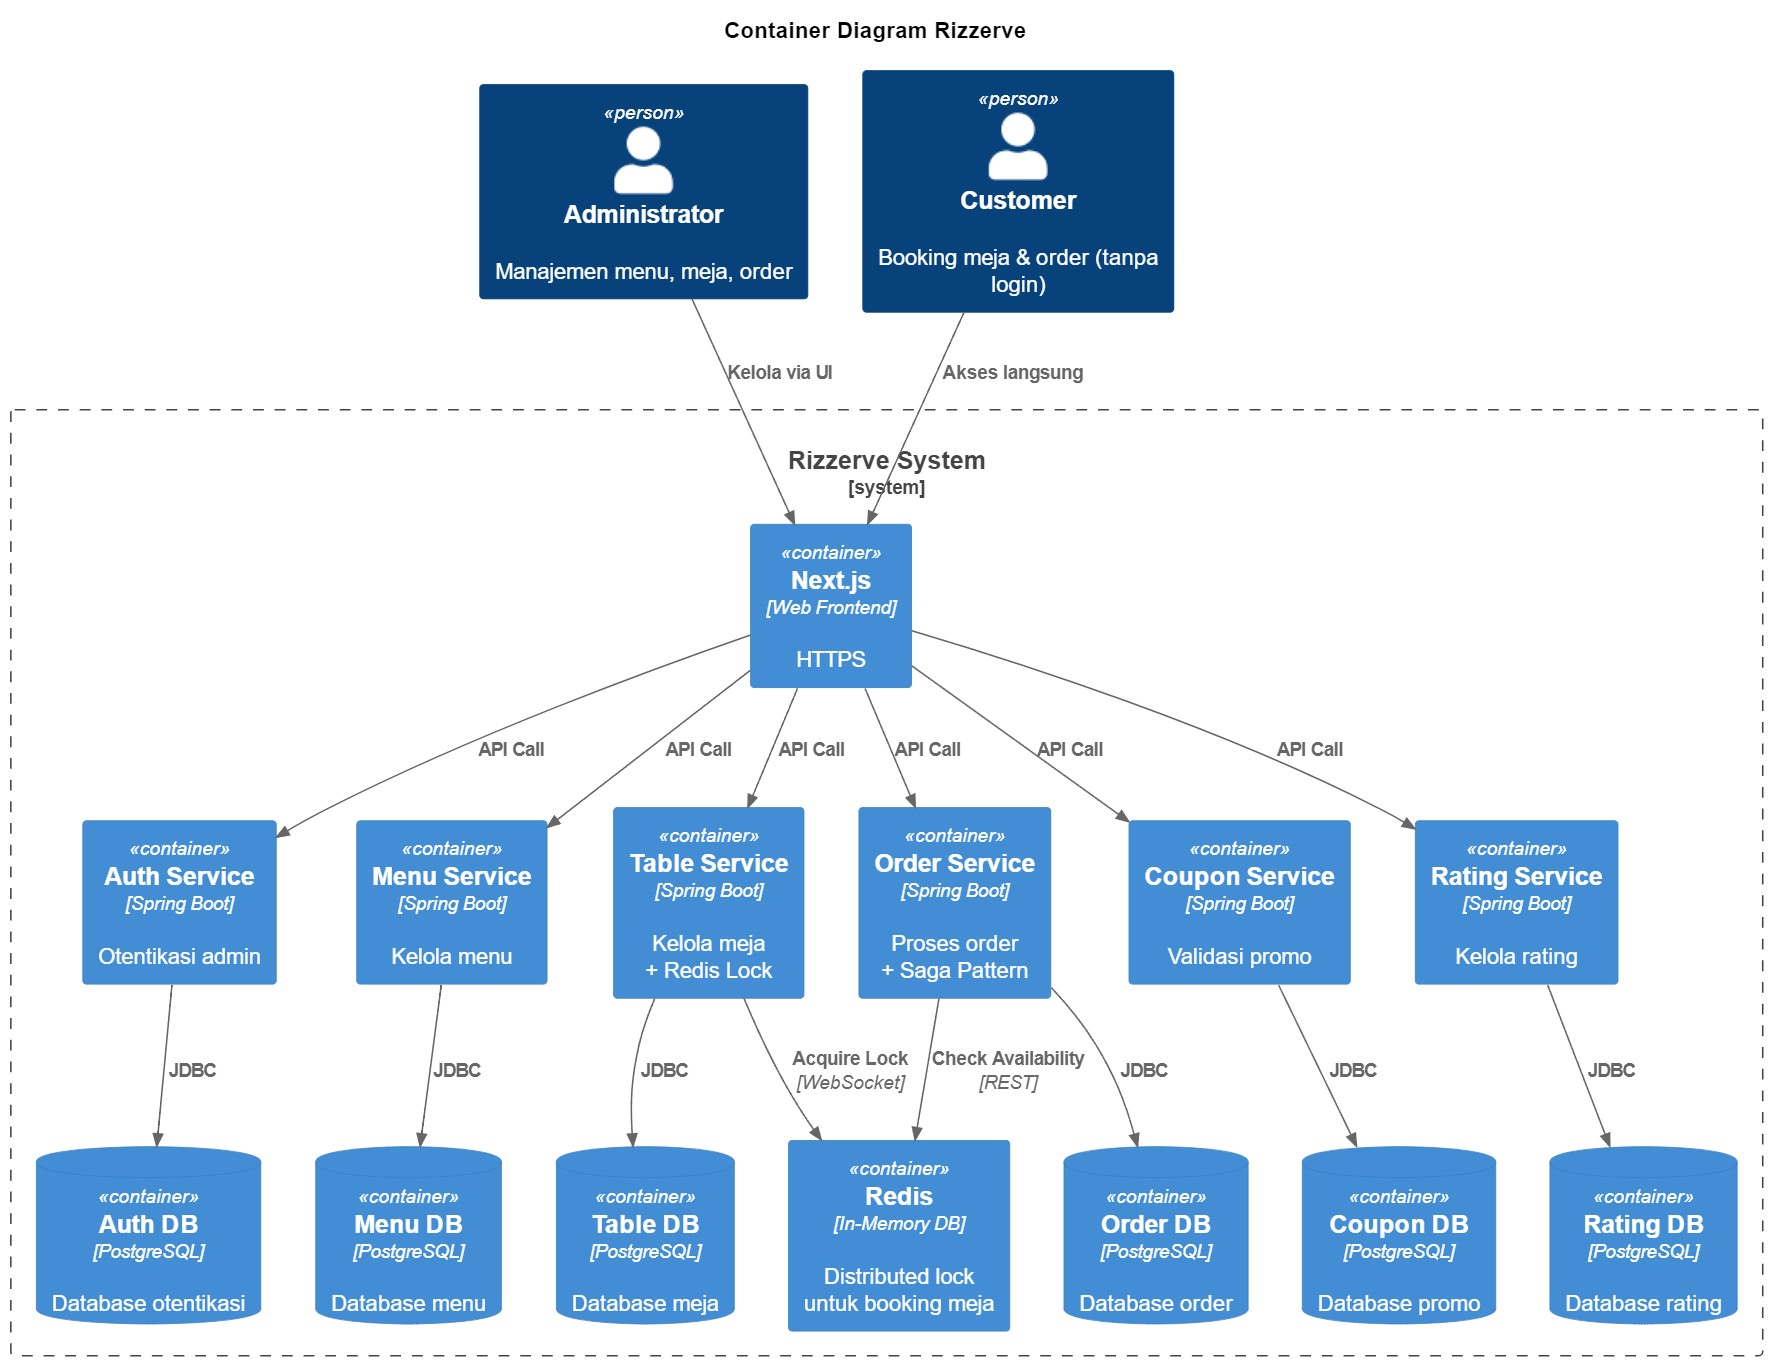 Container Diagram Rizzerve
«person»
Administrator
Manajemen menu, meja, order
«person»
Customer
Booking meja & order (tanpa
login)
Kelola via UI
Akses langsung
Rizzerve System
[system]
«container»
Next.js
[Web Frontend]
HTTPS
API Call
API Call
API Call
API Call
API Call
API Call
«container»
Auth Service
[Spring Boot]
Otentikasi admin
«container»
Menu Service
[Spring Boot]
Kelola menu
«container»
Table Service
[Spring Boot]
Kelola meja
+ Redis Lock
«container»
Order Service
[Spring Boot]
Proses order
+ Saga Pattern
«container»
Coupon Service
[Spring Boot]
Validasi promo
«container»
Rating Service
[Spring Boot]
Kelola rating
JDBC
JDBC
JDBC
Acquire Lock
[WebSocket]
Check Availability
[REST]
JDBC
JDBC
JDBC
«container»
Auth DB
[PostgreSQL]
Database otentikasi
«container»
Menu DB
[PostgreSQL]
Database menu
«container»
Table DB
[PostgreSQL]
Database meja
«container»
Redis
[In-Memory DB]
Distributed lock
untuk booking meja
«container»
Order DB
[PostgreSQL]
Database order
«container»
Coupon DB
[PostgreSQL]
Database promo
«container»
Rating DB
[PostgreSQL]
Database rating